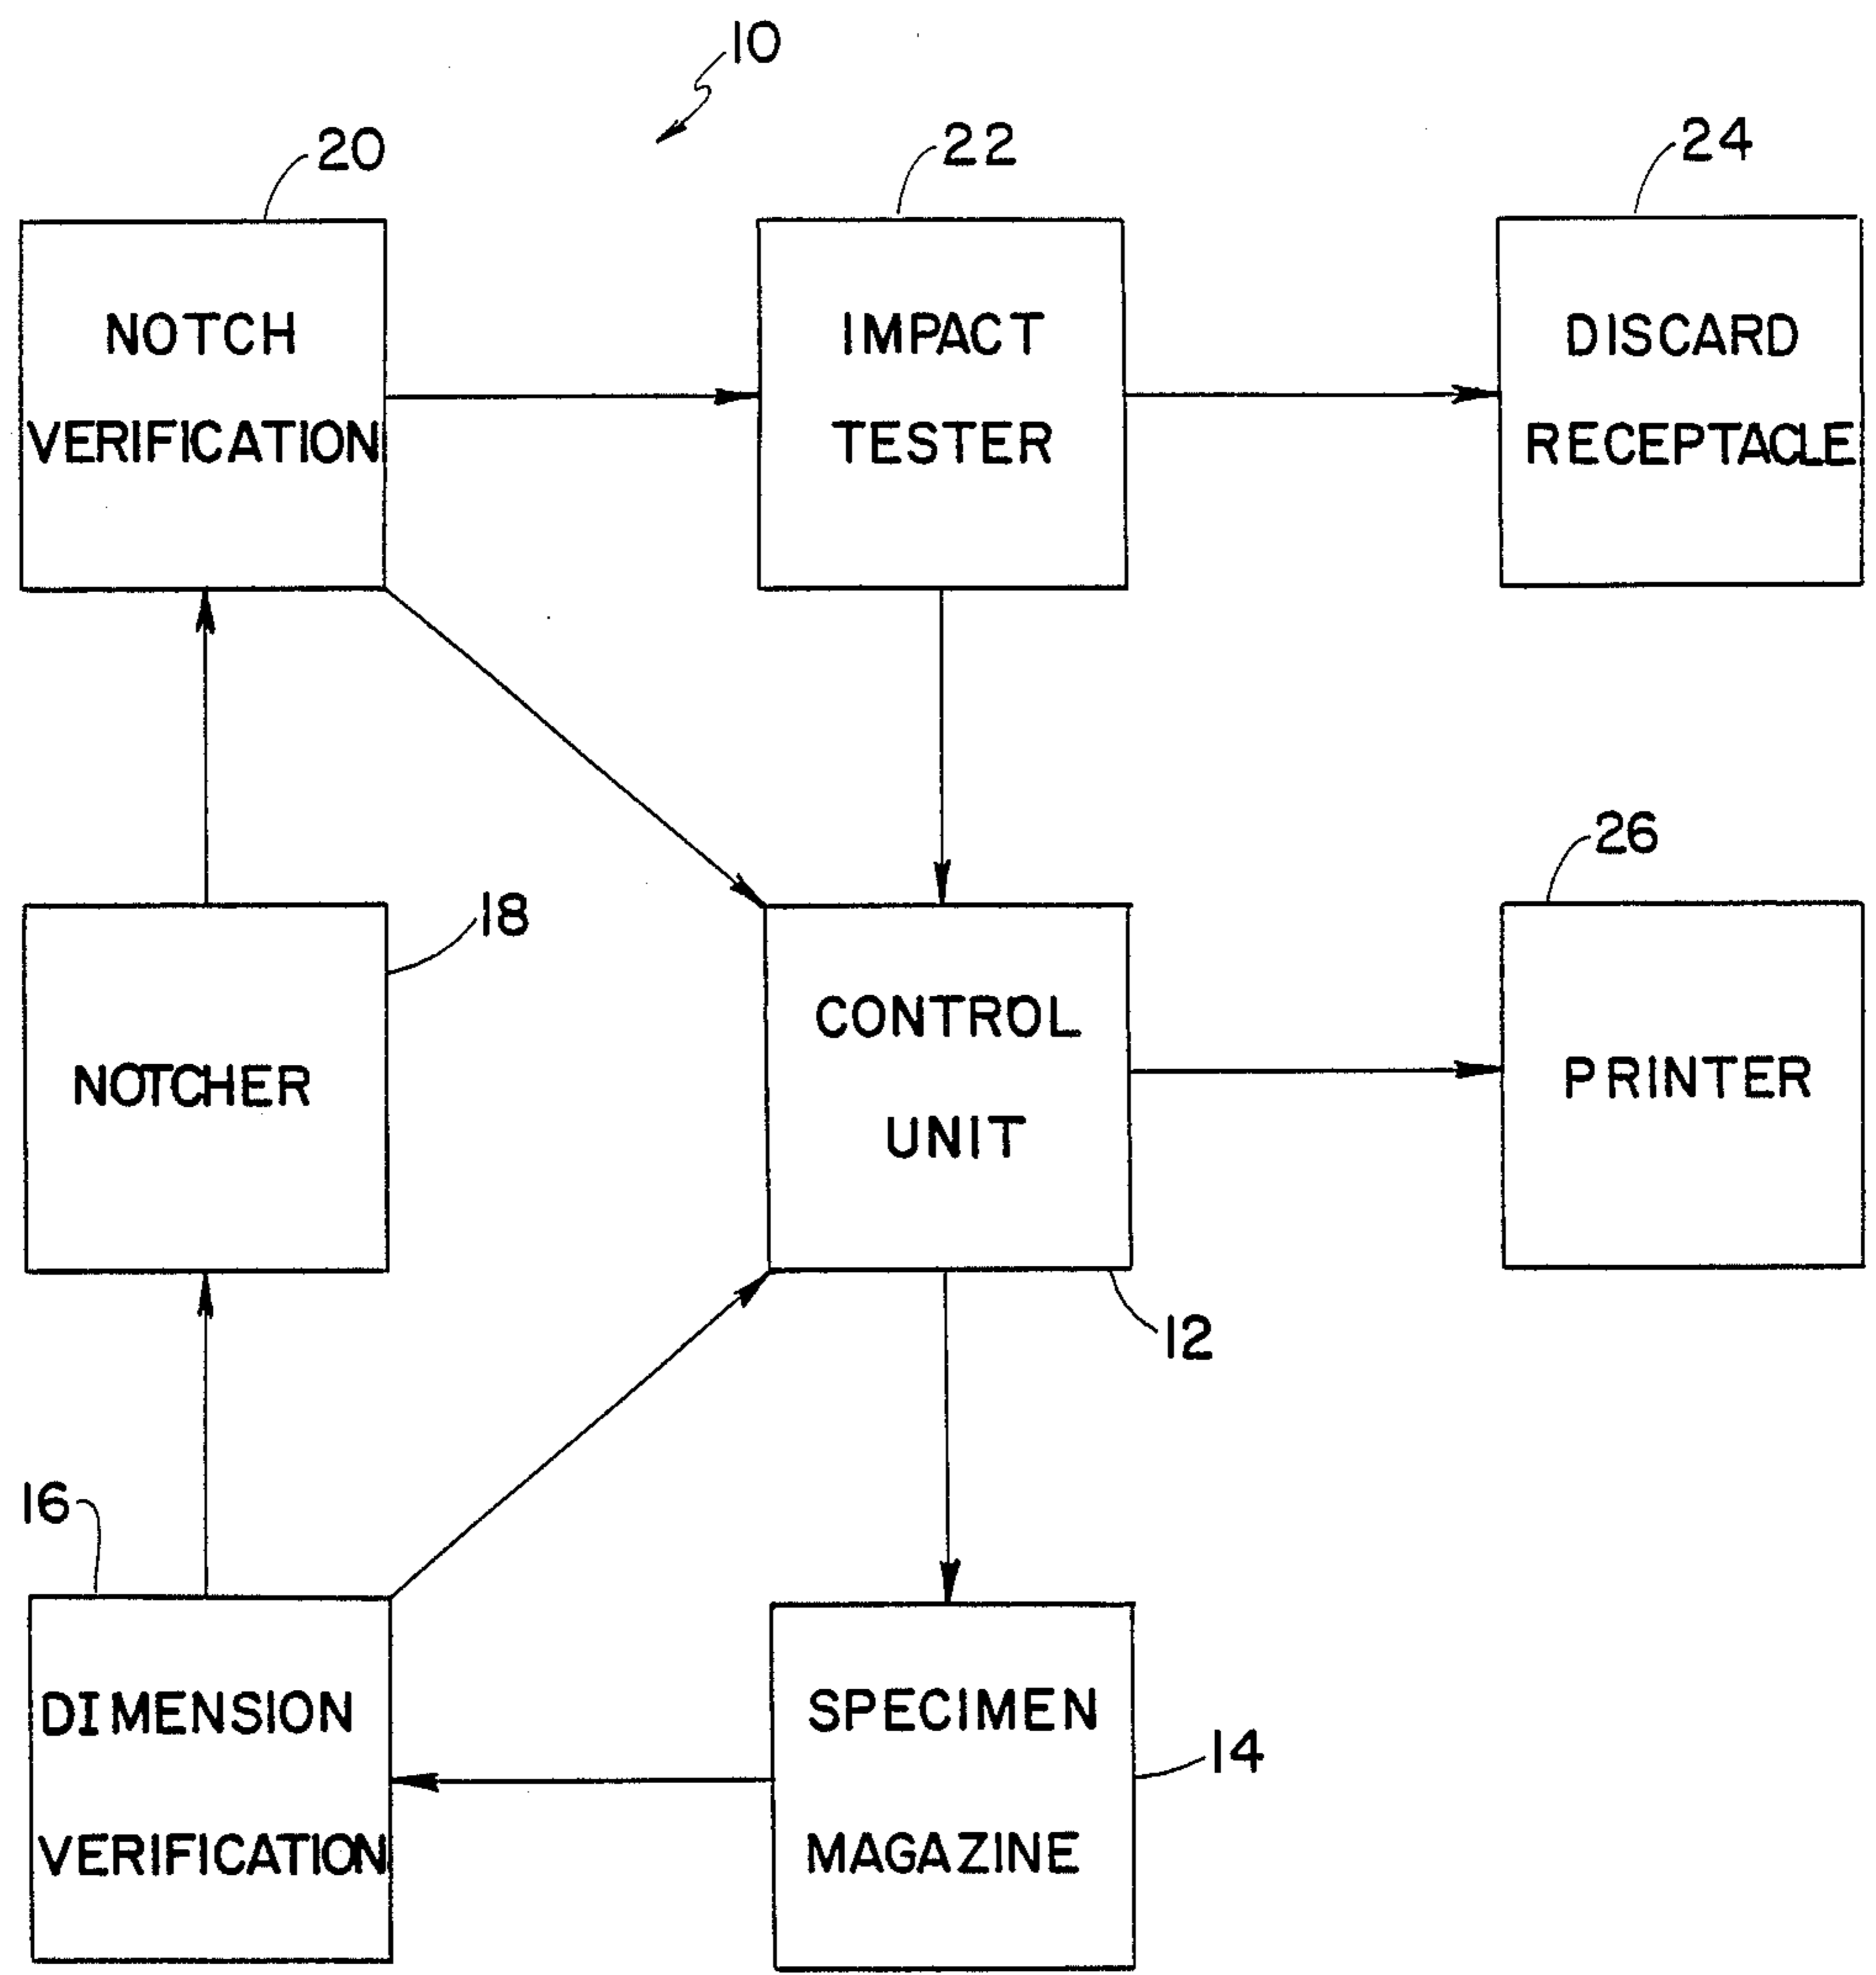 10
20
22
24
NOTCH
VERIFICATION
IMPACT
TESTER
DISCARD
RECEPTACLE
26
18
NOTCHER
CONTROL
UNIT
PRINTER
12
16
DIMENSION
VERIFICATION
SPECIMEN
MAGAZINE
14